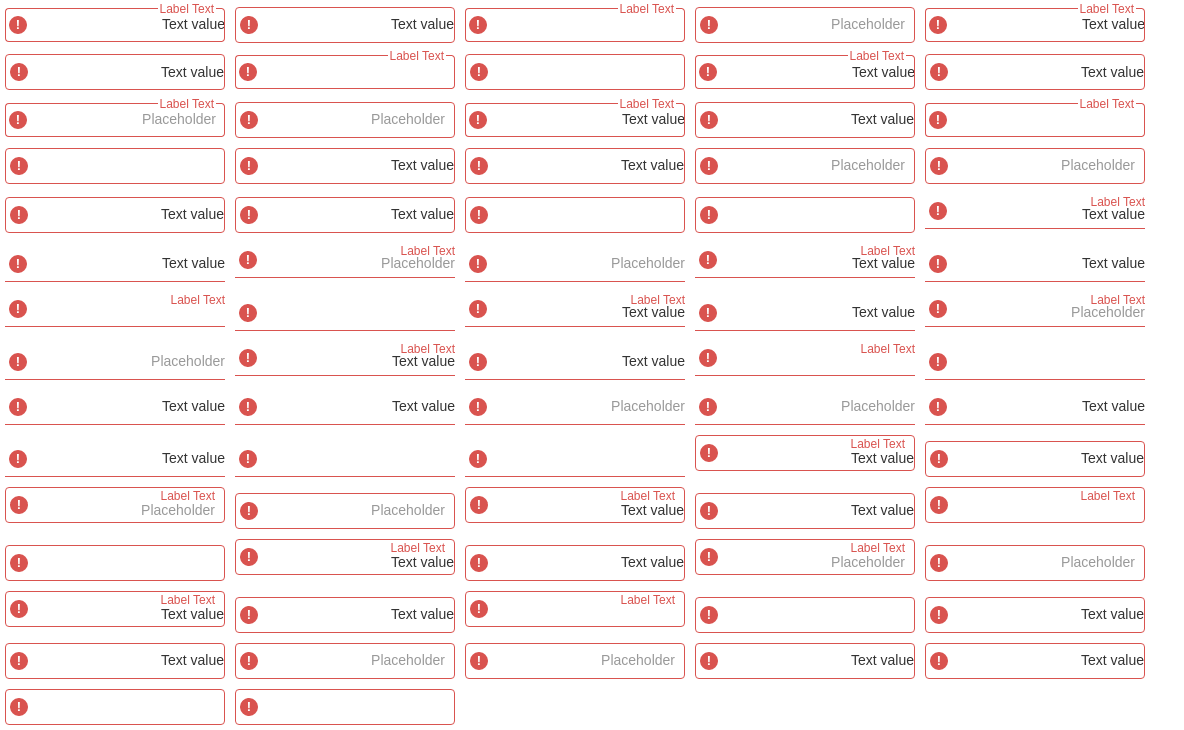 Label Text Label Text Label Text
! Text value ! Text value ! ! Placeholder ! Text value
Label Text Label Text
! Text value ! ! ! Text value ! Text value
Label Text Label Text Label Text
! Placeholder ! Placeholder ! Text value ! Text value !
! ! Text value ! Text value ! Placeholder ! Placeholder
Label Text
! Text value ! Text value ! ! ! Text value
Label Text Label Text
! Text value ! Placeholder ! Placeholder ! Text value ! Text value
Label Text Label Text Label Text
! ! ! Text value ! Text value ! Placeholder
Label Text Label Text
! Placeholder ! Text value ! Text value ! !
! Text value ! Text value ! Placeholder ! Placeholder ! Text value
Label Text
! Text value ! ! ! Text value ! Text value
Label Text Label Text Label Text
! Placeholder ! Placeholder ! Text value ! Text value !
Label Text Label Text
! ! Text value ! Text value ! Placeholder ! Placeholder
Label Text Label Text
! Text value ! Text value ! ! ! Text value
! Text value ! Placeholder ! Placeholder ! Text value ! Text value
! !